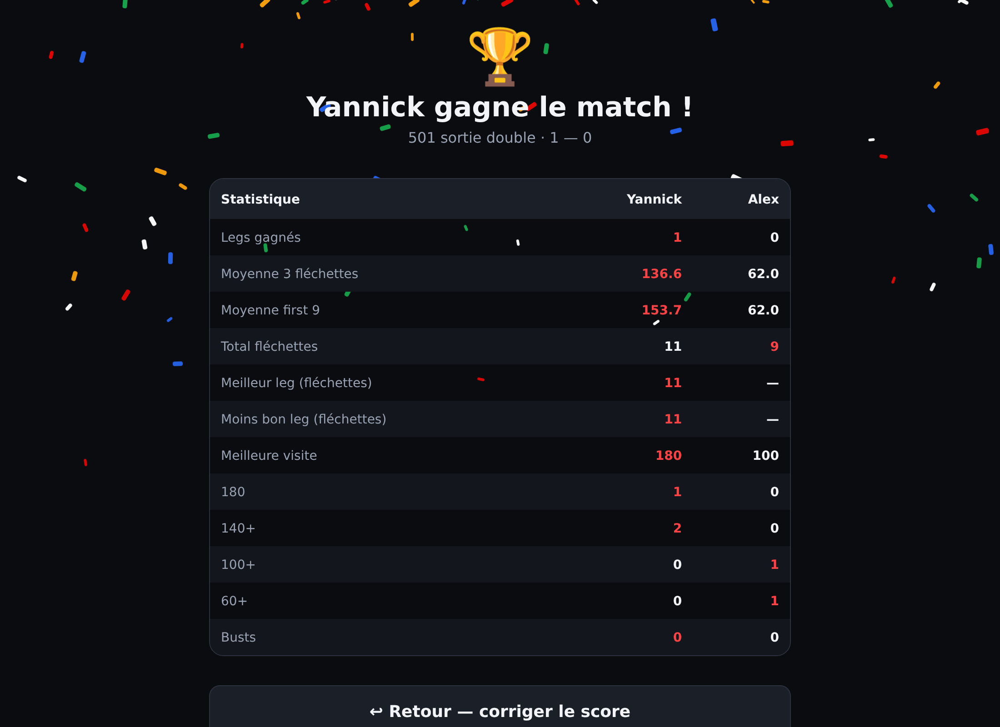 Yannick gagne le match !
501 sortie double · 1 — 0
Statistique Yannick Alex
Legs gagnés 1 0
Moyenne 3 fléchettes 136.6 62.0
Moyenne first 9 153.7 62.0
Total fléchettes 11 9
Meilleur leg (fléchettes) 11 —
Moins bon leg (fléchettes) 11 —
Meilleure visite 180 100
180 1 0
140+ 2 0
100+ 0 1
60+ 0 1
Busts 0 0
↩ Retour — corriger le score